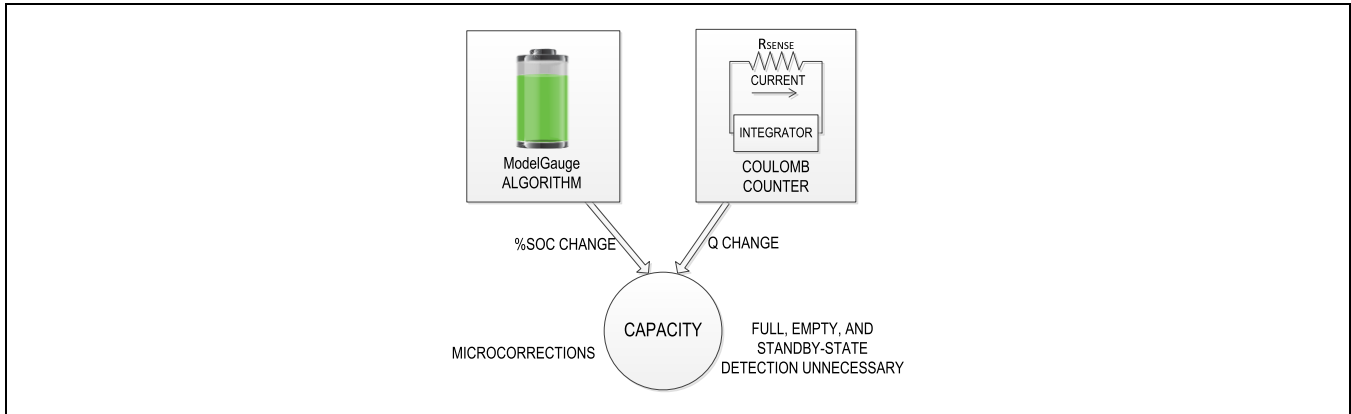 ModelGauge
ALGORITHM
RSENSE
CURRENT
INTEGRATOR
COULOMB
COUNTER
%SOC CHANGE
Q CHANGE
CAPACITY
MICROCORRECTIONS
FULL, EMPTY, AND
STANDBY-STATE
DETECTION UNNECESSARY